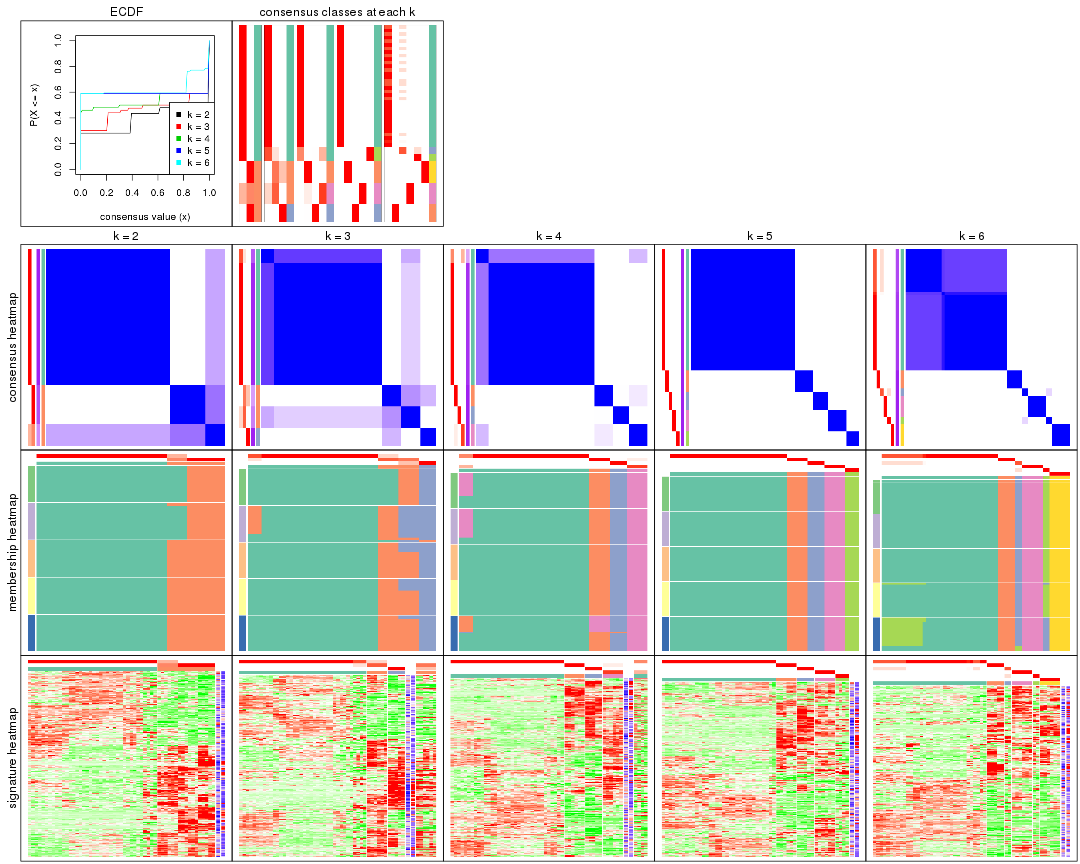 ECDF
consensus classes at each k
P(X <= x)
0.0
0.2
0.4
0.6
0.8
1.0
k = 2
k = 3
k = 4
k = 5
k = 6
0.0 0.2 0.4 0.6 0.8 1.0
consensus value (x)
k = 2
k = 3
k = 4
k = 5
k = 6
consensus heatmap
membership heatmap
signature heatmap